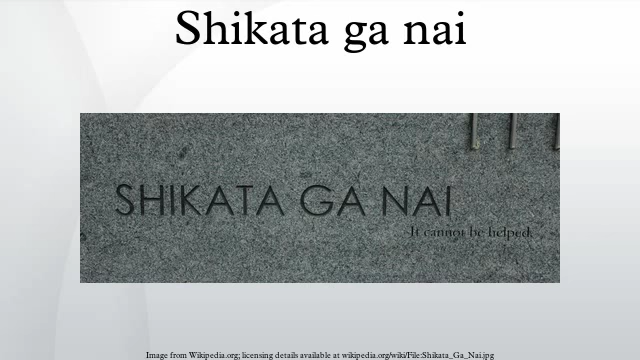 Shikata ga nai
SHIKATA GA NAI
It cannot be helped.
Image from Wikipedia.org; licensing details available at wikipedia.org/wiki/File:Shikata_Ga_Nai.jpg